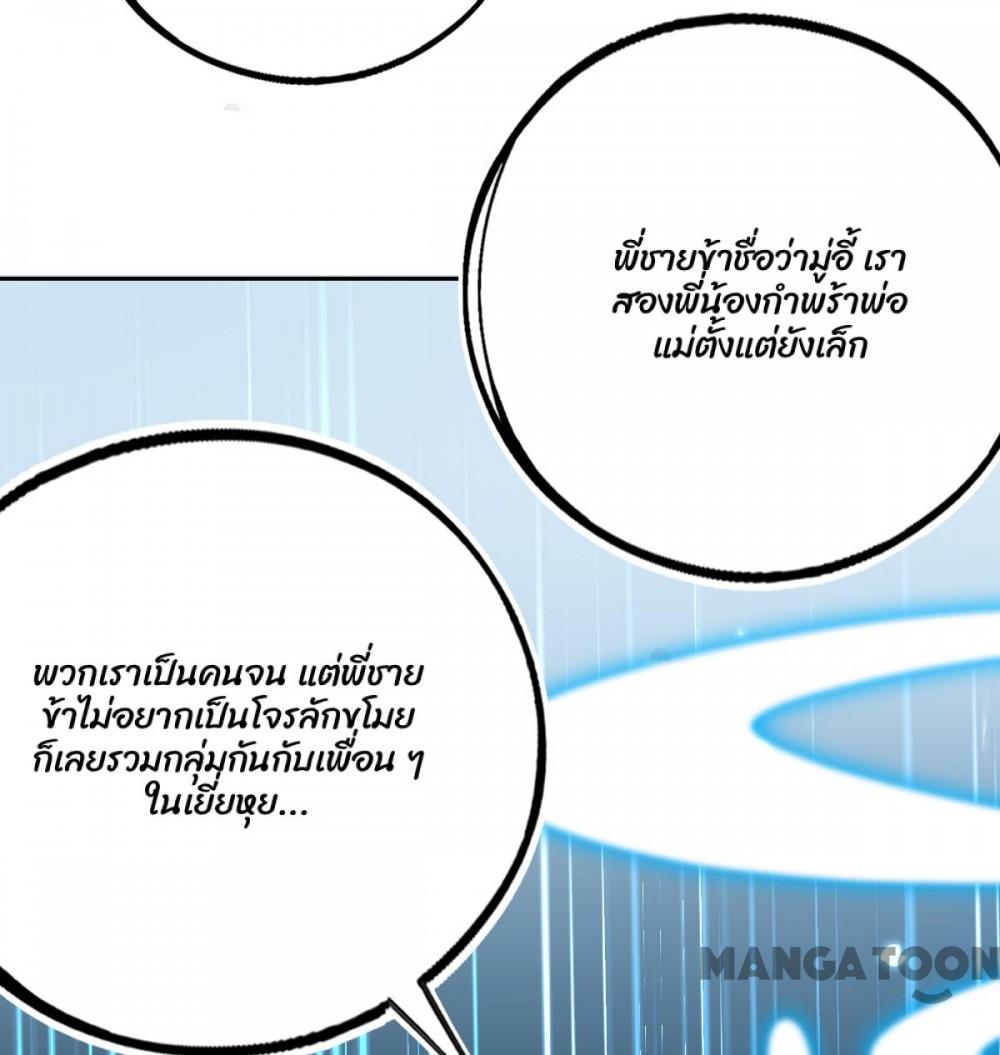 พี่ชายข้าชื่อว่ามู่อี้ เรา
สองพี่น้องกำพร้าพ่อ
แม่ตั้งแต่ยังเล็ก
พวกเราเป็นคนจน แต่พี่ชาย
ข้าไม่อยากเป็นโจรลักขโมย
ก็เลยรวมกลุ่มกันกับเพื่อน ๆ
ในเยี่ยหุย...
MANGATOON